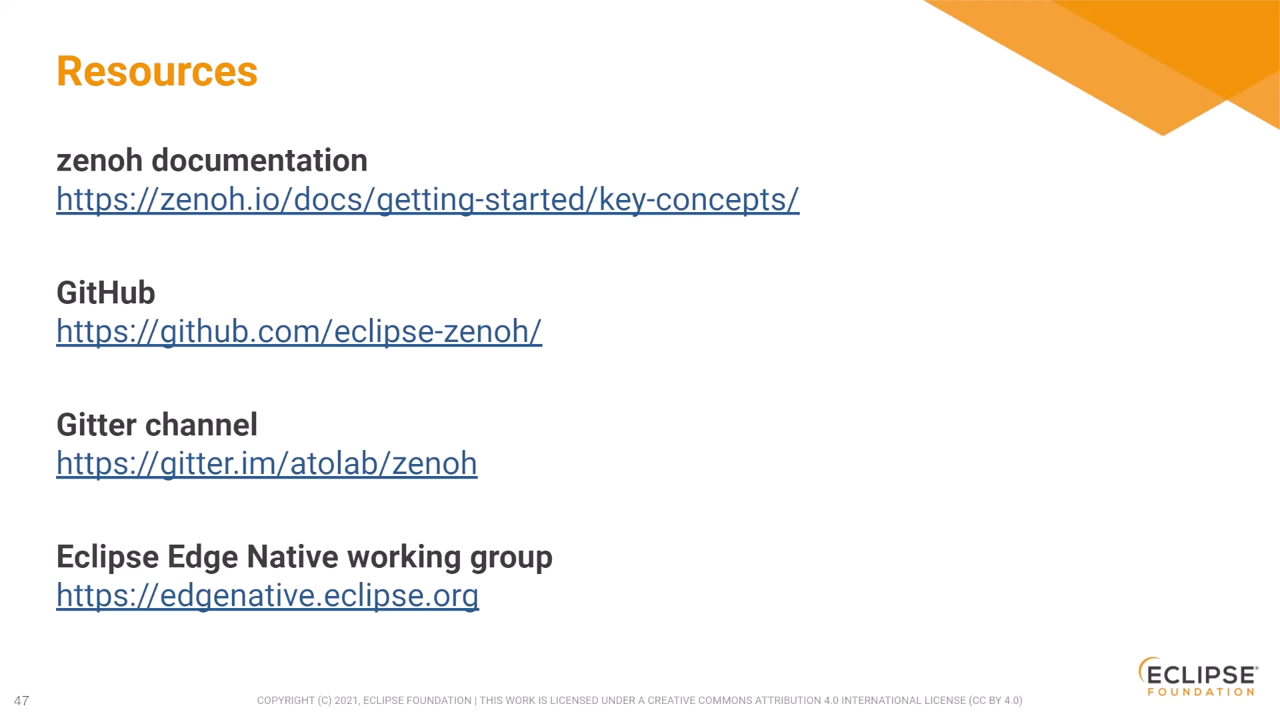 Resources
zenoh documentation
https://zenoh.io/docs/getting-started/key-concepts/
GitHub
https://github.com/eclipse-zenoh/
Gitter channel
https://gitter.im/atolab/zenoh
Eclipse Edge Native working group
https://edgenative.eclipse.org
47
COPYRIGHT (C) 2021, ECLIPSE FOUNDATION | THIS WORK IS LICENSED UNDER A CREATIVE COMMONS ATTRIBUTION 4.0 INTERNATIONAL LICENSE (CC BY 4.0)
ECLIPSE®
FOUNDATION